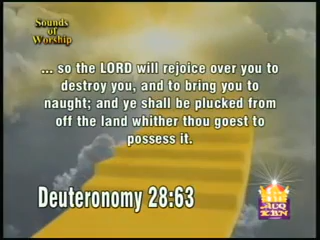 Sounds
of
Worship
... so the LORD will rejoice over you to
destroy you, and to bring you to
naught; and ye shall be plucked from
off the land whither thou goest to
possess it.
Deuteronomy 28:63